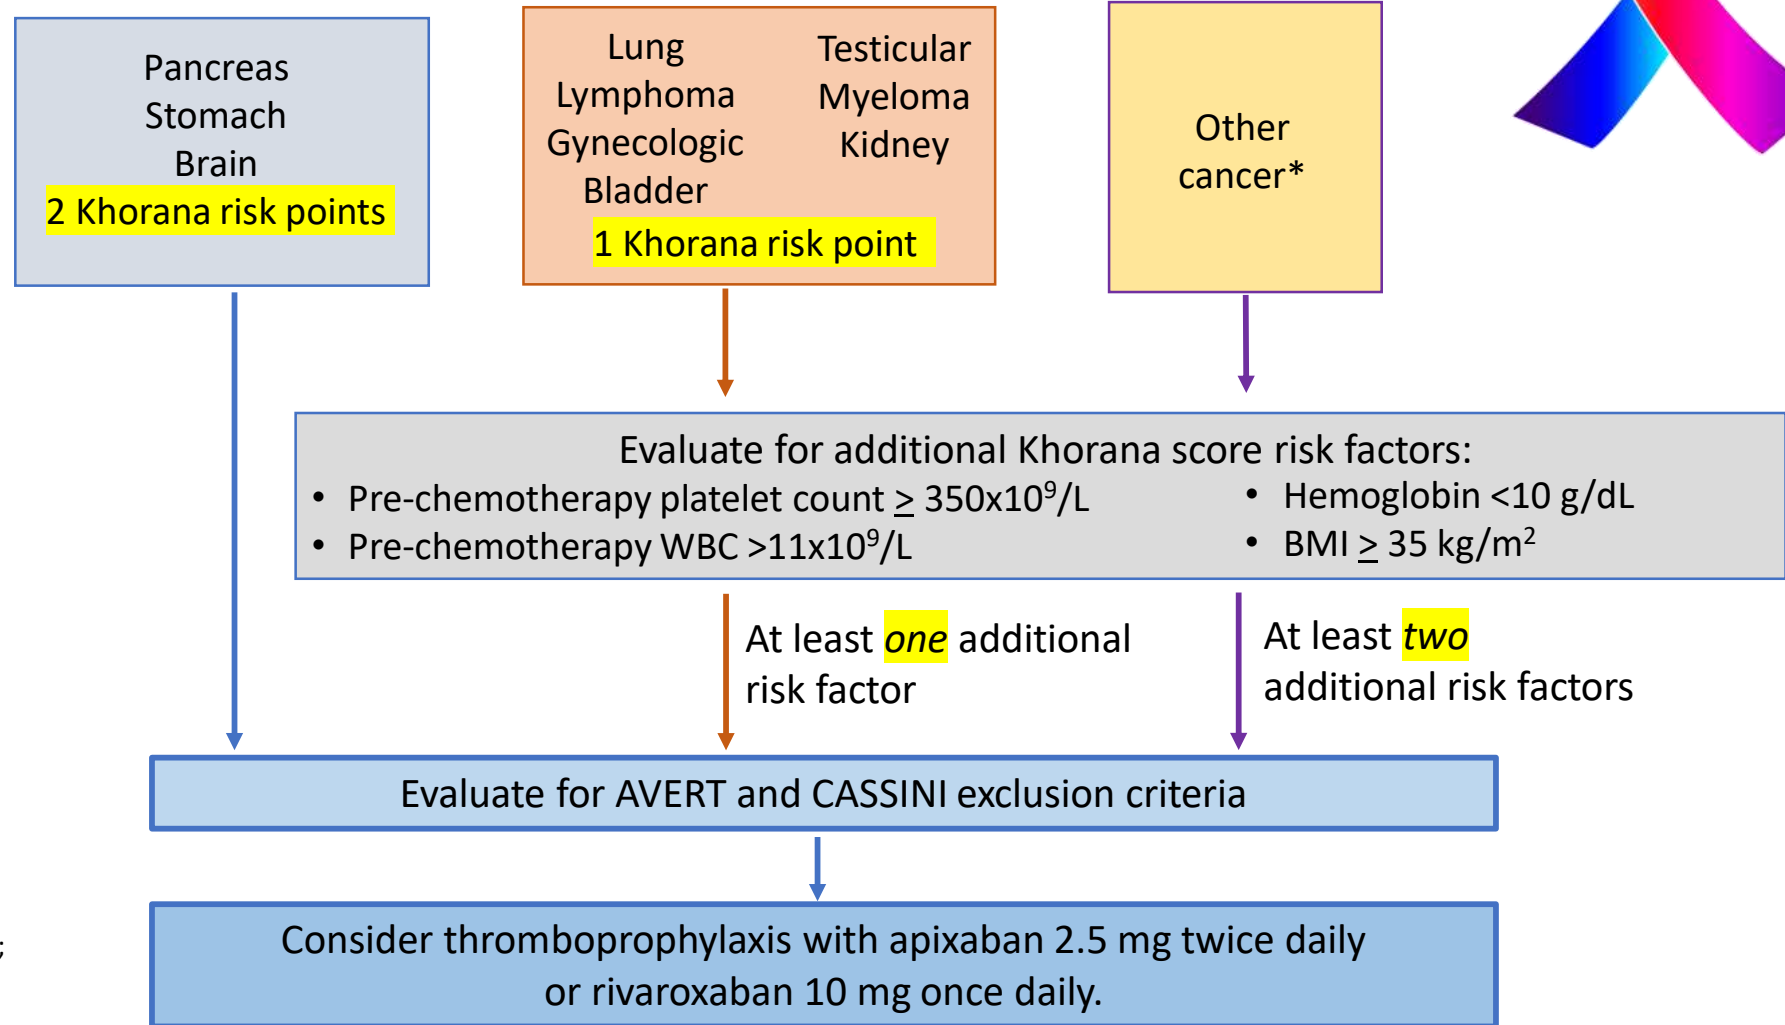 Pancreas
Stomach
Brain
2 Khorana risk points
Lung
Lymphoma
Gynecologic
Bladder
Testicular
Myeloma
Kidney
1 Khorana risk point
Other
cancer*
Evaluate for additional Khorana score risk factors:
• Pre-chemotherapy platelet count ≥ 350x10⁹/L
• Pre-chemotherapy WBC >11x10⁹/L
• Hemoglobin <10 g/dL
• BMI ≥ 35 kg/m²
At least one additional
risk factor
At least two
additional risk factors
Evaluate for AVERT and CASSINI exclusion criteria
;
Consider thromboprophylaxis with apixaban 2.5 mg twice daily
or rivaroxaban 10 mg once daily.